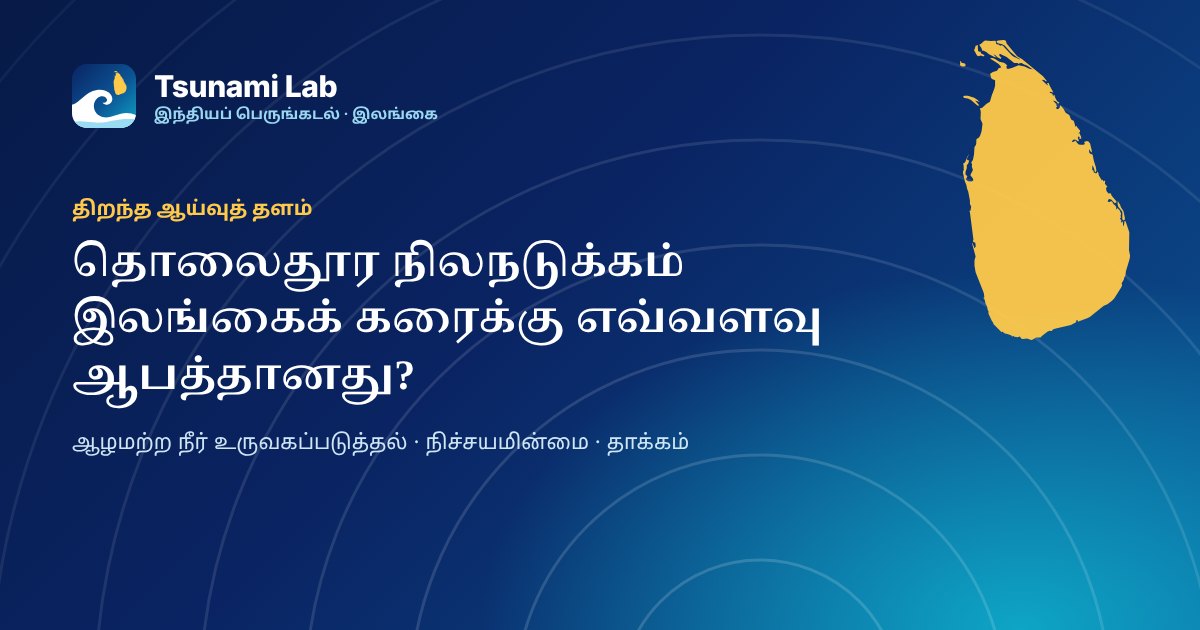 Tsunami Lab
இந்தியப் பெருங்கடல் · இலங்கை
திறந்த ஆய்வுத் தளம்
தொலைதூர நிலநடுக்கம்
இலங்கைக் கரைக்கு எவ்வளவு
ஆபத்தானது?
ஆழமற்ற நீர் உருவகப்படுத்தல் · நிச்சயமின்மை · தாக்கம்